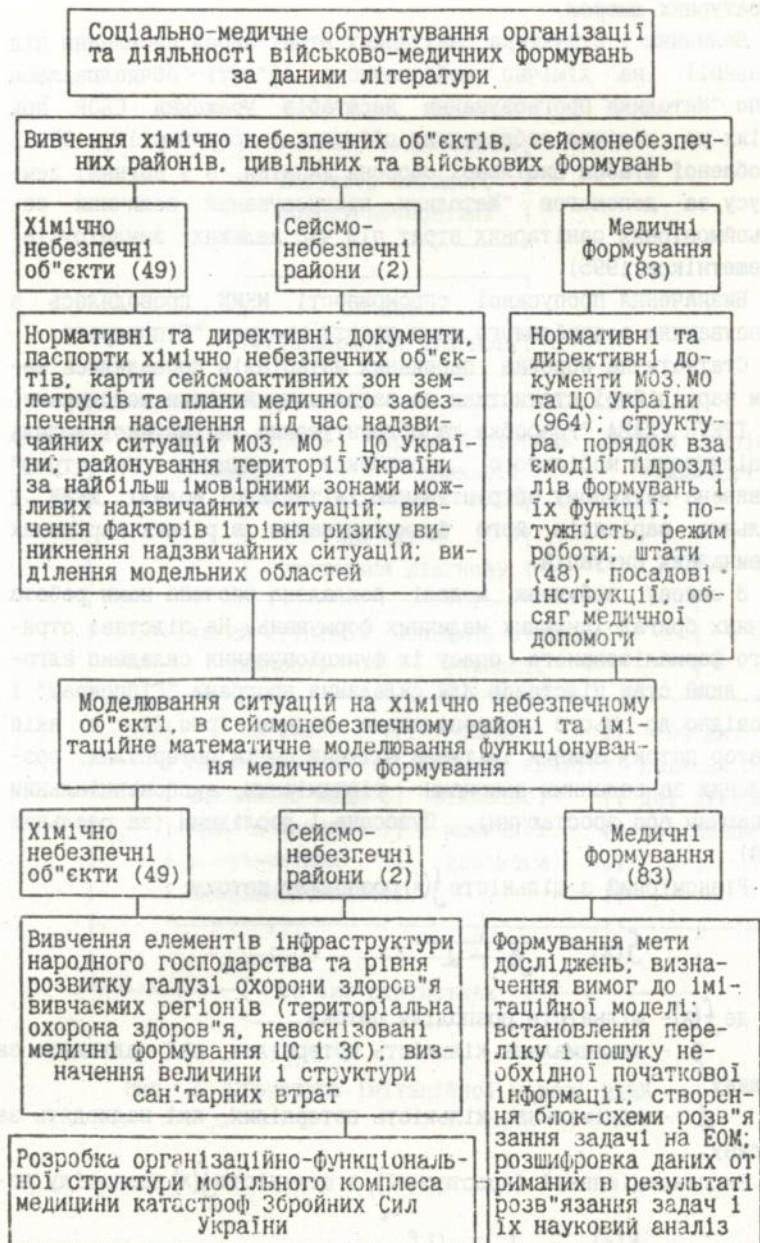 Соціально-медичне обгрунтування організації
та діяльності військово-медичних формувань
за даними літератури
Вивчення хімічно небезпечних об"єктів, сейсмонебезпеч-
них районів, цивільних та військових формувань
Хімічно
небезпечні
об"єкти (49)
Сейсмо-
небезпечні
райони (2)
Медичні
формування
(83)
Нормативні та директивні документи,
паспорти хімічно небезпечних об"єк-
тів, карти сейсмоактивних зон зем-
летрусів та плани медичного забез-
печення населення під час надзви-
чайних ситуацій МОЗ, МО і ЦО Украї-
ни; районування території України
за найбільш імовірними зонами мож-
ливих надзвичайних ситуацій; вив-
чення факторів і рівня ризику ви-
никнення надзвичайних ситуацій; ви-
ділення модельних областей
Нормативні та
директивні до-
кументи МОЗ.МО
та ЦО України
(964); структу-
ра, порядок вза
ємодії підрозді
лів формувань і
їх функції; по-
тужність, режим
роботи; штати
(48) посадові
інструкції, об-
сяг медичної
допомоги
Моделювання ситуацій на хімічно небезпечному
об"єкті, в сейсмонебезпечному районі та імі-
таційне математичне моделювання функціонуван-
ня медичного формування
Хімічно
небезпечні
об"єкти (49)
Сейсмо-
небезпечні
райони (2)
Медичні
формування
(83)
Вивчення елементів інфраструктури
народного господарства та рівня
розвитку галузі охорони здоров"я
вивчаємих регіонів (територіальна
охорона здоров"я, невоєнізовані
медичні формування ЦС і ЗС); виз-
начення величини і структури
санітарних втрат
Формування мети
досліджень; визна-
чення вимог до імі-
таційної моделі;
встановлення пере-
ліку і пошуку не-
обхідної початкової
інформації; створен-
ня блок-схеми розв"я
зання задачі на ЕОМ;
розшифровка даних от
риманих в результаті
розв"язання задач і
їх науковий аналіз
Розробка організаційно-функціональ-
ної структури мобільного комплексу
медицини катастроф Збройних Сил
України